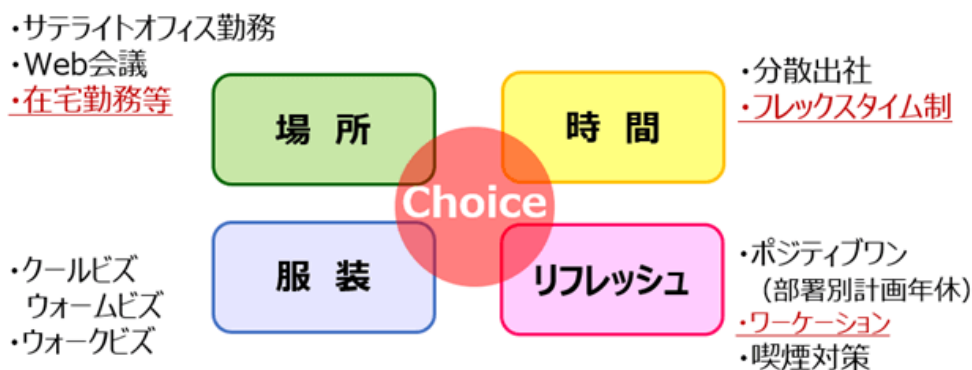 ・サテライトオフィス勤務
・Web会議
・在宅勤務等
場 所
時 間
・分散出社
・フレックスタイム制
Choice
服 装
リフレッシュ
・クールビズ
ウォームビズ
・ウォークビズ
・ポジティブワン
（部署別計画年休）
・ワーケーション
・喫煙対策